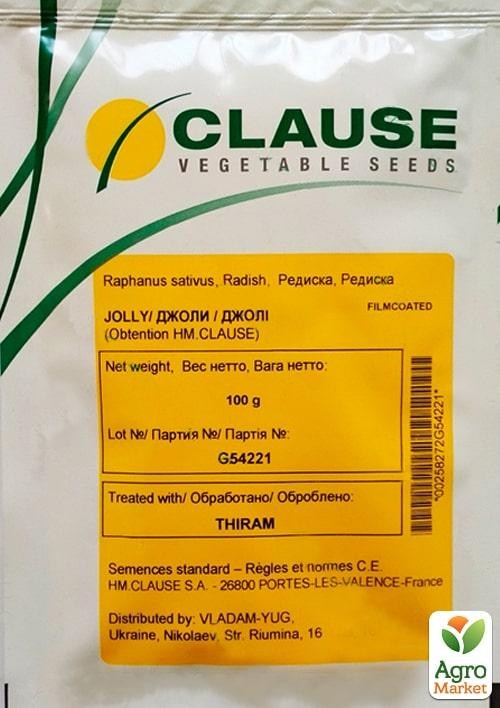 CLAUSE
VEGETABLE SEEDS
Raphanus sativus, Radish, Редиска, Редиска
FILMCOATED
JOLLY/ ДЖОЛИ / ДЖОЛІ
(Obtention HM.CLAUSE)
Net weight, Вес нетто, Вага нетто:
100 g
Lot №/ Партия №/ Партія №:
G54221
*00258272G54221*
Treated with/ Обработано/ Оброблено:
THIRAM
Semences standard – Règles et normes C.E.
HM.CLAUSE S.A. - 26800 PORTES-LES-VALENCE-France
Distributed by: VLADAM-YUG,
Ukraine, Nikolaev, Str. Riumina, 16
AGRO
Market